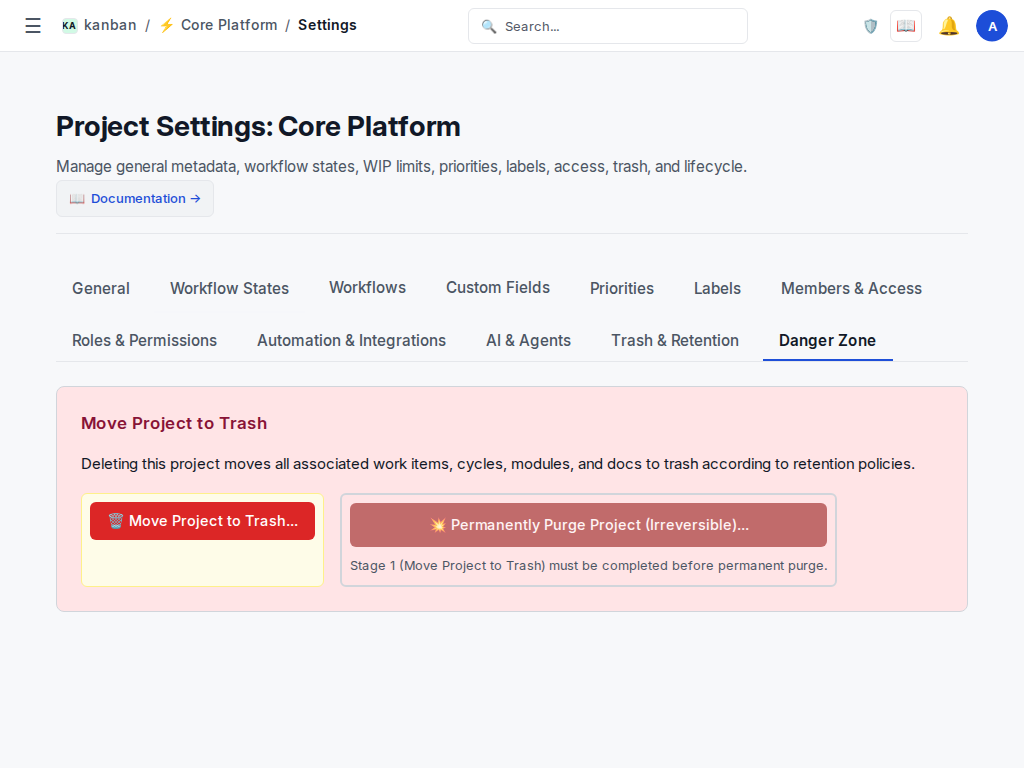 ☰ KA kanban / ⚡ Core Platform / Settings
🔍 Search...
A
Project Settings: Core Platform
Manage general metadata, workflow states, WIP limits, priorities, labels, access, trash, and lifecycle.
📖 Documentation →
General Workflow States Workflows Custom Fields Priorities Labels Members & Access
Roles & Permissions Automation & Integrations AI & Agents Trash & Retention Danger Zone
Move Project to Trash
Deleting this project moves all associated work items, cycles, modules, and docs to trash according to retention policies.
🗑️ Move Project to Trash...
💥 Permanently Purge Project (Irreversible)...
Stage 1 (Move Project to Trash) must be completed before permanent purge.